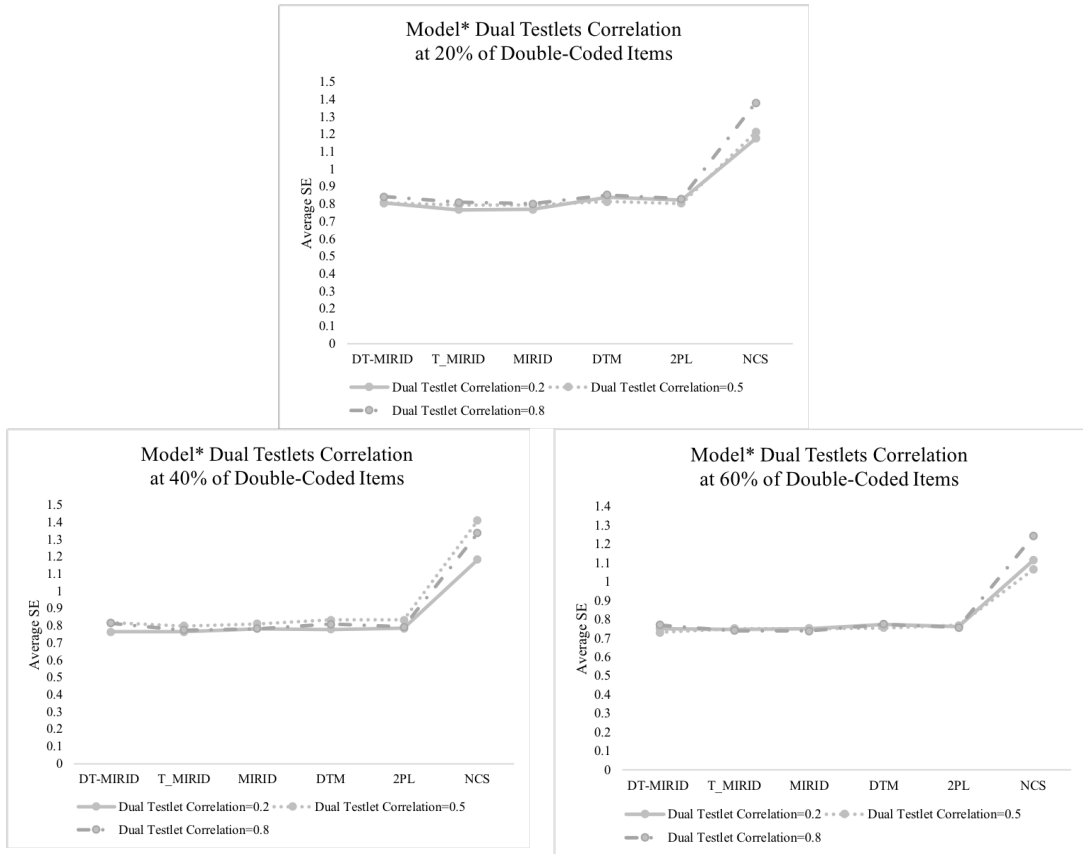 Model* Dual Testlets Correlation
at 20% of Double-Coded Items
Average SE
1.5
1.4
1.3
1.2
1.1
1
0.9
0.8
0.7
0.6
0.5
0.4
0.3
0.2
0.1
0
DT-MIRID T_MIRID MIRID DTM 2PL NCS
Dual Testlet Correlation=0.2 Dual Testlet Correlation=0.5
Dual Testlet Correlation=0.8
Model* Dual Testlets Correlation
at 40% of Double-Coded Items
Average SE
1.5
1.4
1.3
1.2
1.1
1
0.9
0.8
0.7
0.6
0.5
0.4
0.3
0.2
0.1
0
DT-MIRID T_MIRID MIRID DTM 2PL NCS
Dual Testlet Correlation=0.2 Dual Testlet Correlation=0.5
Dual Testlet Correlation=0.8
Model* Dual Testlets Correlation
at 60% of Double-Coded Items
Average SE
1.4
1.3
1.2
1.1
1
0.9
0.8
0.7
0.6
0.5
0.4
0.3
0.2
0.1
0
DT-MIRID T_MIRID MIRID DTM 2PL NCS
Dual Testlet Correlation=0.2 Dual Testlet Correlation=0.5
Dual Testlet Correlation=0.8